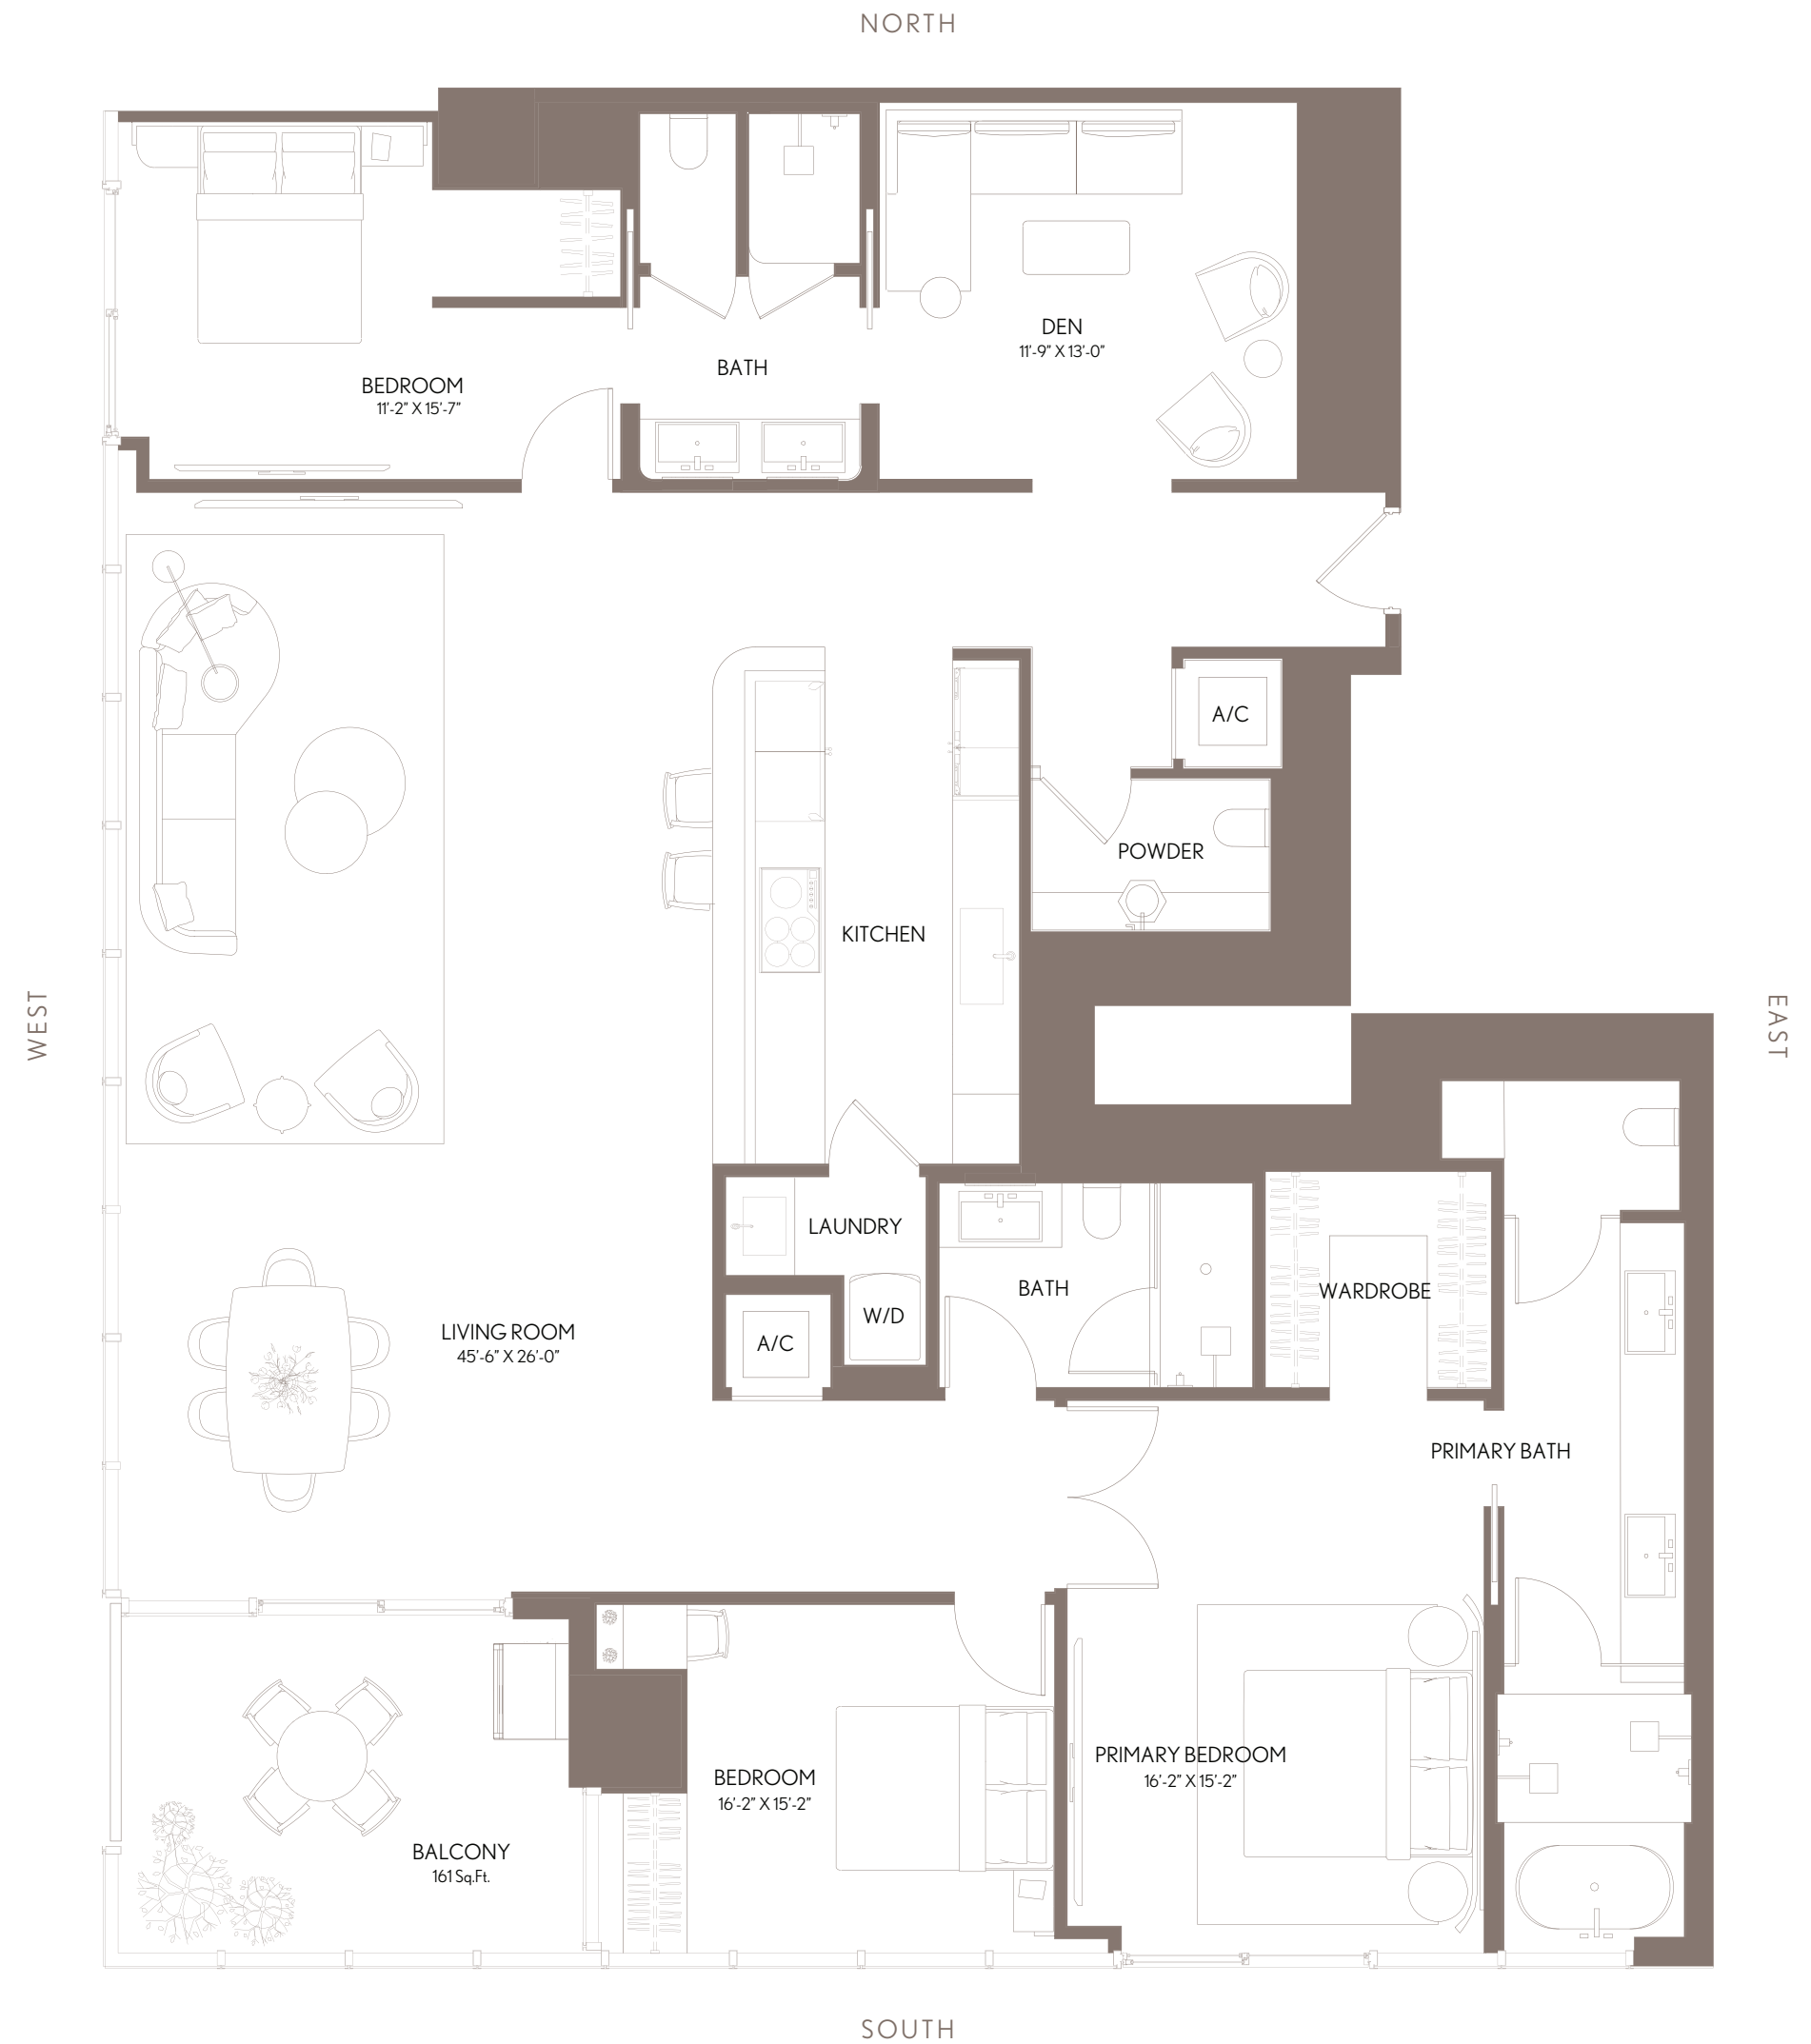 NORTH
DEN
11'-9" X 13'-0"
BATH
BEDROOM
11'-2" X 15'-7"
A/C
POWDER
KITCHEN
WEST
EAST
LAUNDRY
BATH
WARDROBE
W/D
A/C
LIVING ROOM
45'-6" X 26'-0"
PRIMARY BATH
PRIMARY BEDROOM
16'-2" X 15'-2"
BEDROOM
16'-2" X 15'-2"
BALCONY
161 Sq.Ft.
SOUTH